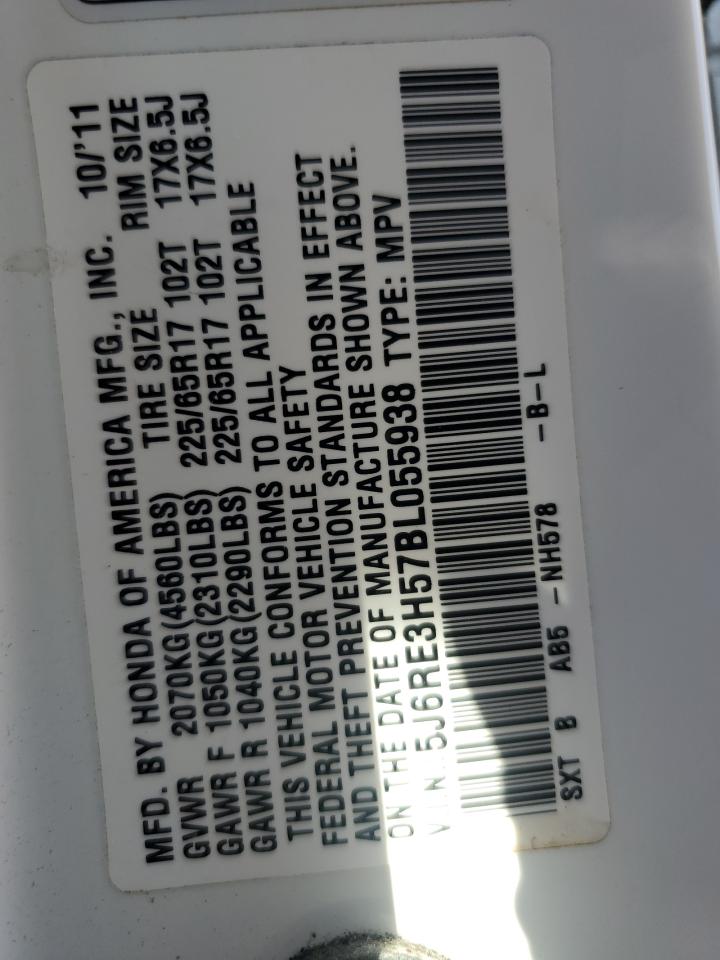 MFD. BY HONDA OF AMERICA MFG., INC. 10/'11
GVWR 2070KG(4560LBS) TIRE SIZE RIM SIZE
GAWR F 1050KG(2310LBS) 225/65R17 102T 17X6.5J
GAWR R 1040KG(2290LBS) 225/65R17 102T 17X6.5J
THIS VEHICLE CONFORMS TO ALL APPLICABLE
FEDERAL MOTOR VEHICLE SAFETY
AND THEFT PREVENTION STANDARDS IN EFFECT
ON THE DATE OF MANUFACTURE SHOWN ABOVE.
V.I.N.:5J6RE3H57BL055938 TYPE: MPV
SXT B AB5 -NH578 -B-L